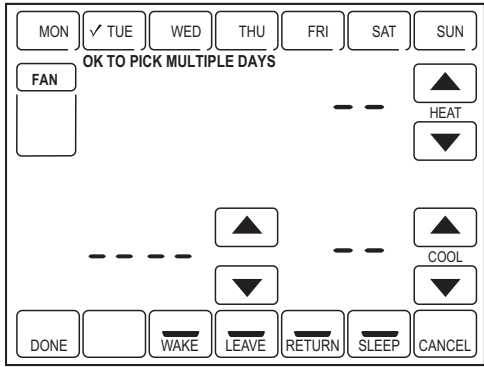 MON ✓ TUE WED THU FRI SAT SUN
OK TO PICK MULTIPLE DAYS
FAN
– –
HEAT
– – – –
– –
COOL
DONE WAKE LEAVE RETURN SLEEP CANCEL